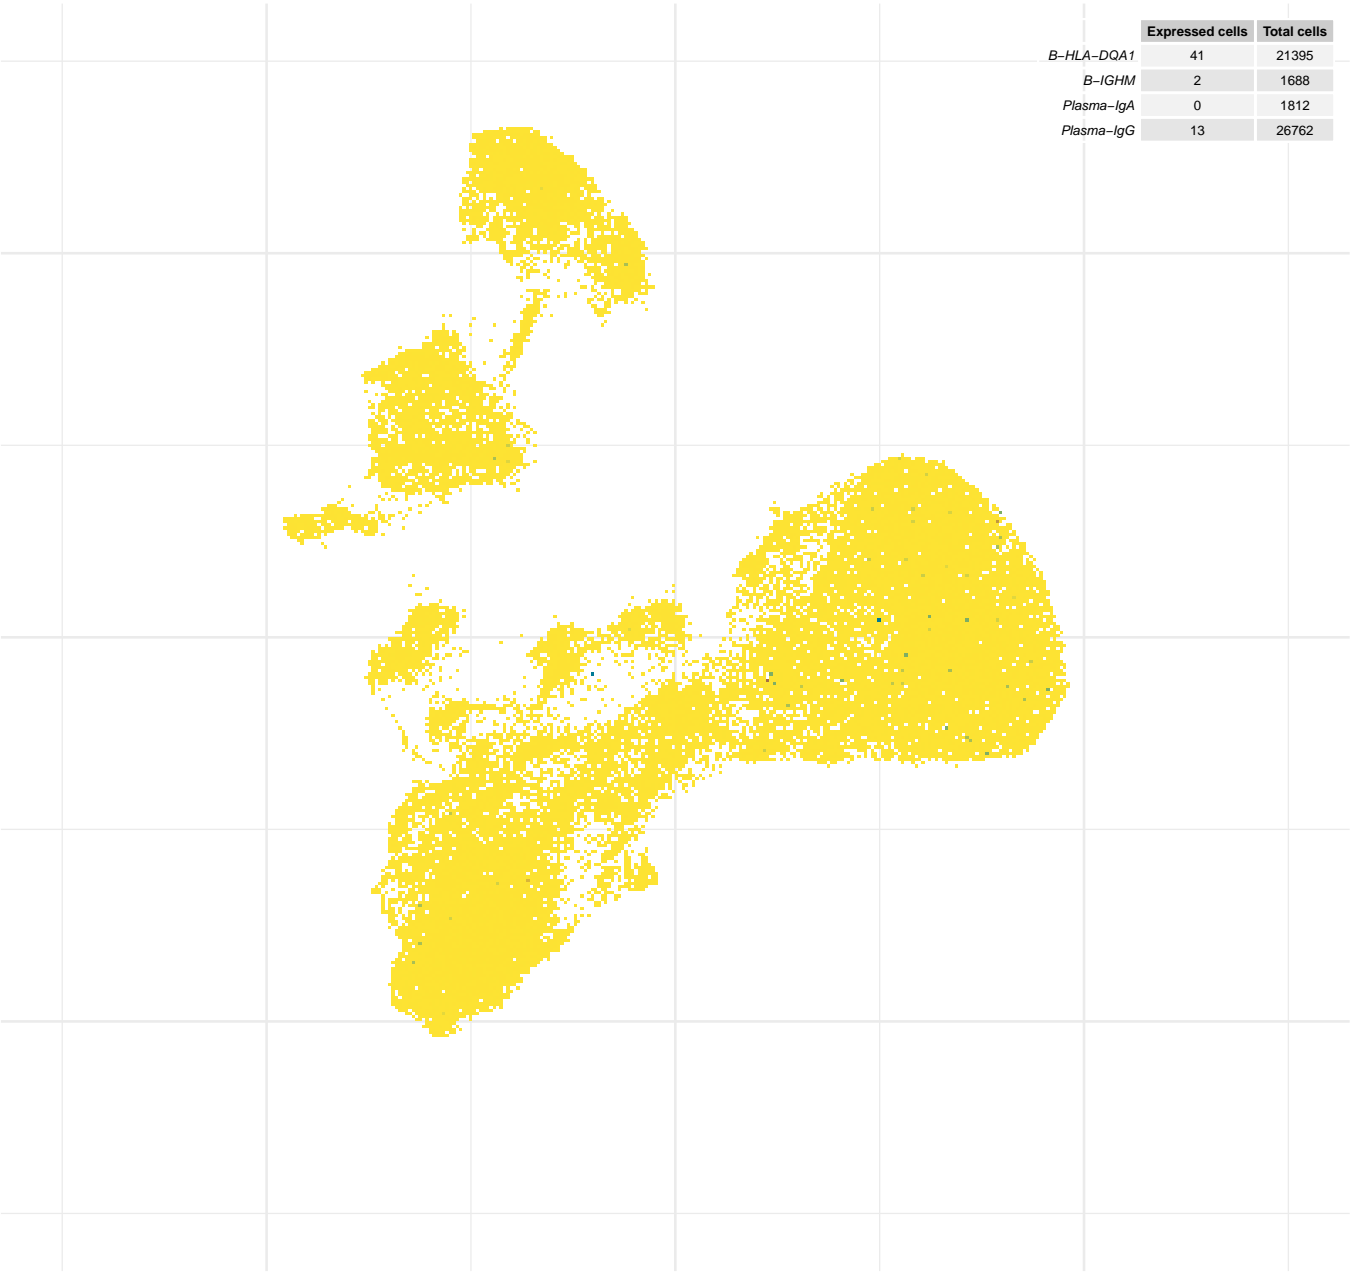 Expressed cells Total cells
B−HLA−DQA1 41 21395
B−IGHM 2 1688
Plasma−IgA 0 1812
Plasma−IgG 13 26762